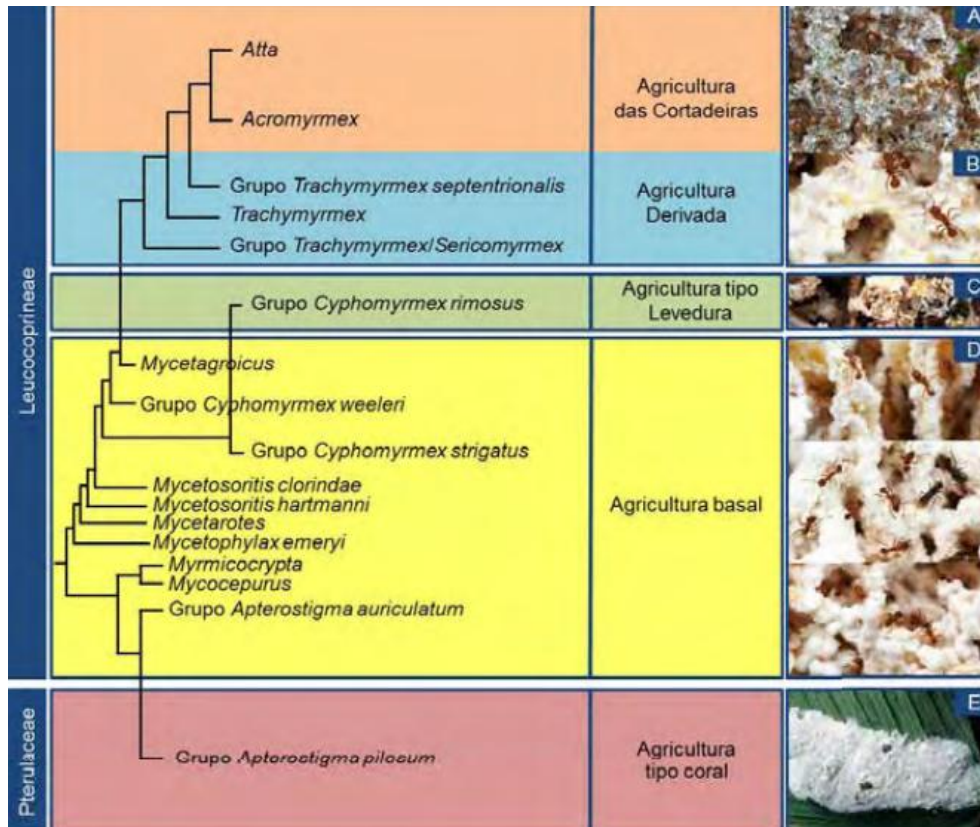 A
Atta
Agricultura
das Cortadeiras
Acromyrmex
B
Grupo Trachymyrmex septentrionalis
Agricultura
Derivada
Trachymyrmex
Grupo Trachymyrmex/Sericomyrmex
Leucocoprineae
C
Grupo Cyphomyrmex rimosus
Agricultura tipo
Levedura
D
Mycetagroicus
Grupo Cyphomyrmex weeleri
Grupo Cyphomyrmex strigatus
Mycetosoritis clorindae
Mycetosoritis hartmanni
Agricultura basal
Mycetarotes
Mycetophylax emeryi
Myrmicocrypta
Mycocepurus
Grupo Apterostigma auriculatum
Pterulaceae
E
Grupo Apterostigma pilosum
Agricultura
tipo coral